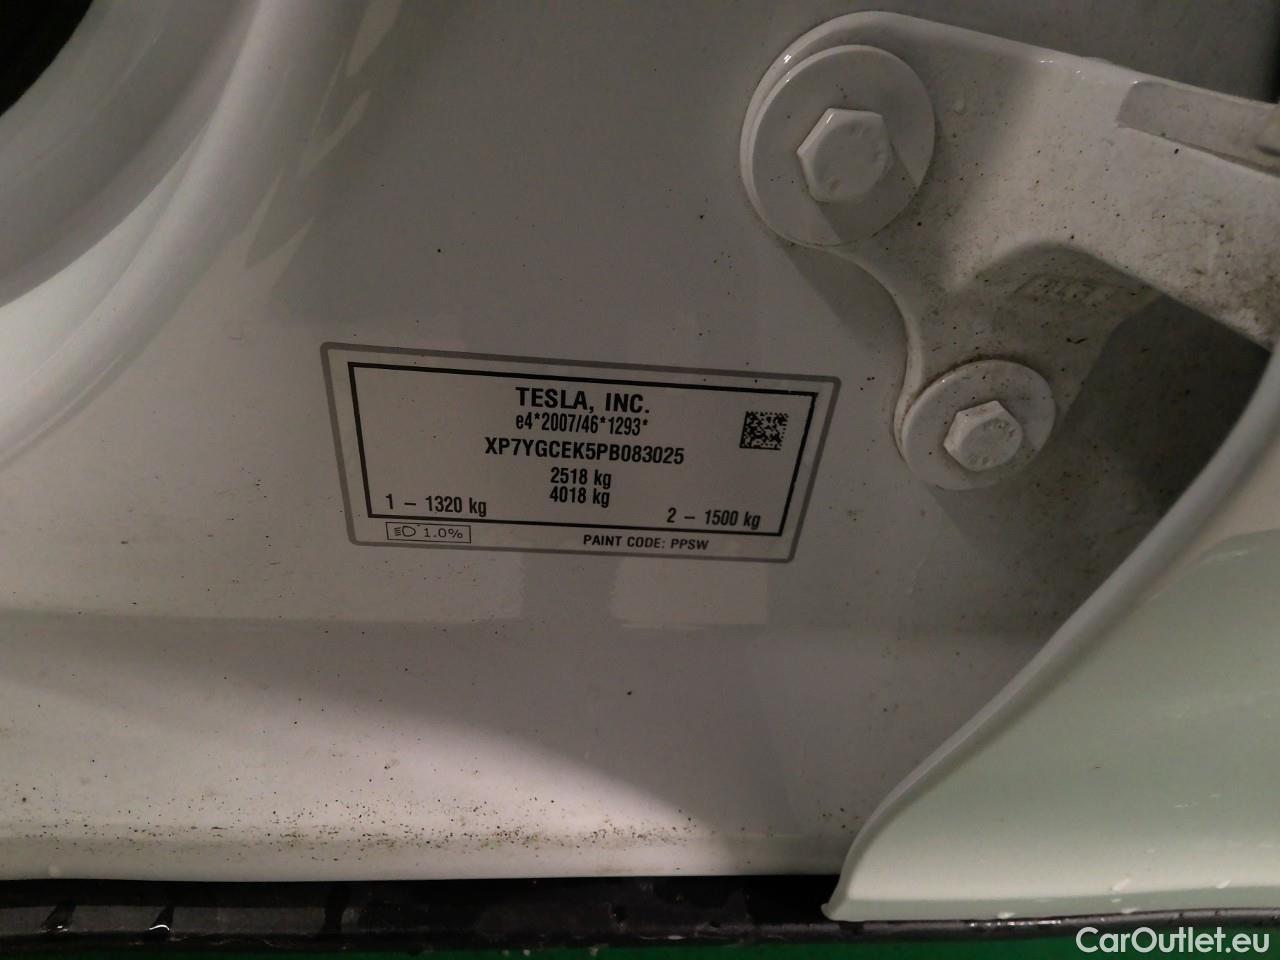 TESLA, INC.
e4*2007/46*1293*
XP7YGCEK5PB083025
2518 kg
4018 kg
1 – 1320 kg
2 – 1500 kg
1.0%
PAINT CODE: PPSW
CarOutlet.eu